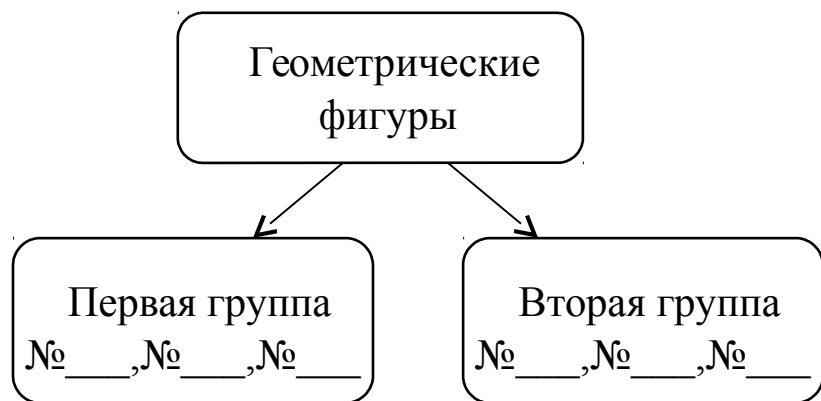 Геометрические
фигуры
Первая группа
№___,№___,№___
Вторая группа
№___,№___,№___